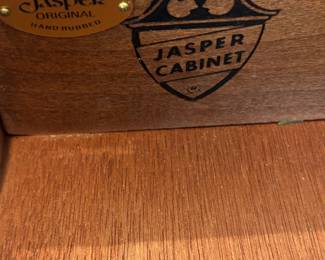 Jasper
ORIGINAL
HAND RUBBED
JASPER
CABINET